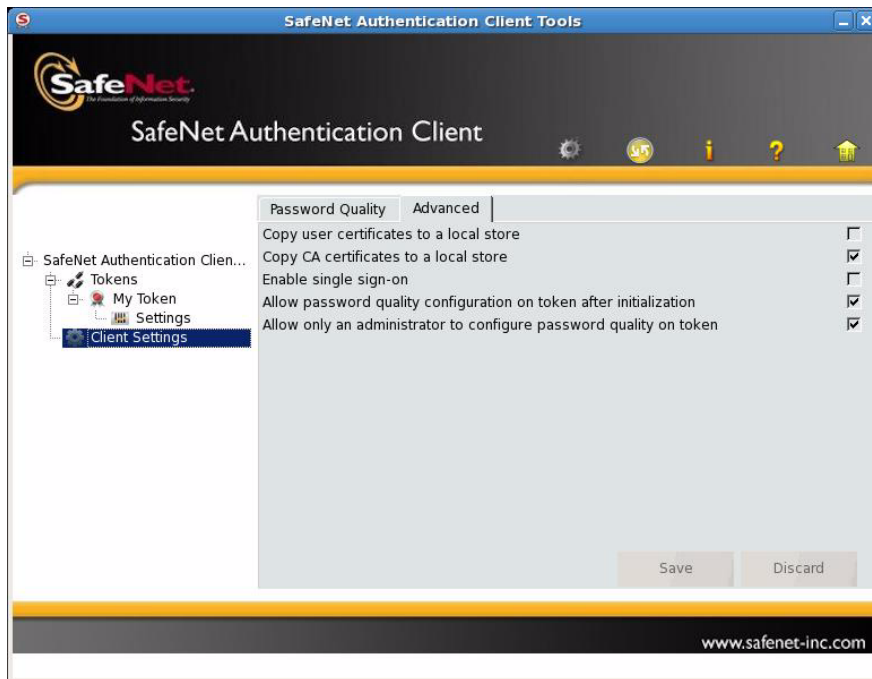 SafeNet Authentication Client Tools
SafeNet.
The Foundation of Information Security
SafeNet Authentication Client
Password Quality
Advanced
SafeNet Authentication Clien...
Tokens
My Token
Settings
Client Settings
Copy user certificates to a local store
Copy CA certificates to a local store
Enable single sign-on
Allow password quality configuration on token after initialization
Allow only an administrator to configure password quality on token
Save
Discard
www.safenet-inc.com